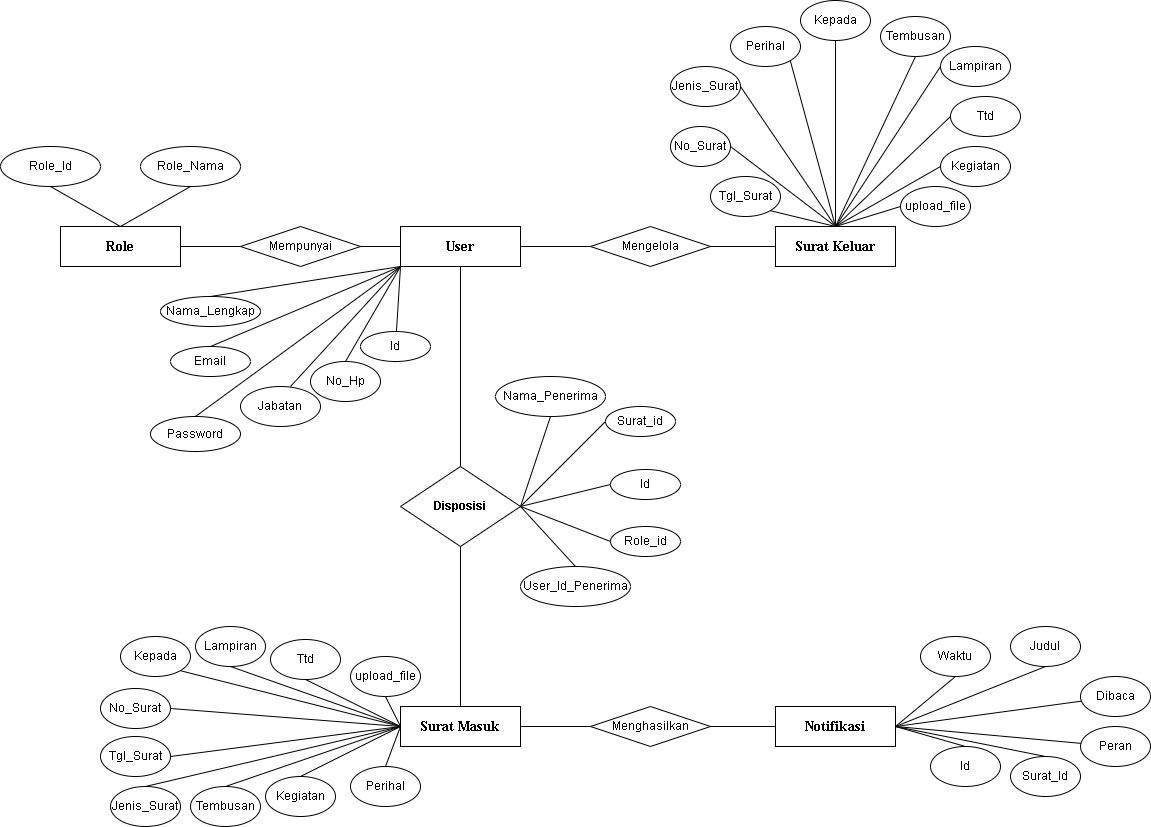 Kepada
Tembusan
Perihal
Lampiran
Jenis_Surat
Ttd
No_Surat
Kegiatan
Role_Id
Role_Nama
Tgl_Surat
upload_file
Role
Mempunyai
User
Mengelola
Surat Keluar
Nama_Lengkap
Id
Email
No_Hp
Jabatan
Password
Nama_Penerima
Surat_id
Id
Disposisi
Role_id
User_Id_Penerima
Kepada
Lampiran
Ttd
upload_file
No_Surat
Tgl_Surat
Jenis_Surat
Tembusan
Kegiatan
Perihal
Surat Masuk
Menghasilkan
Notifikasi
Waktu
Judul
Dibaca
Peran
Id
Surat_Id